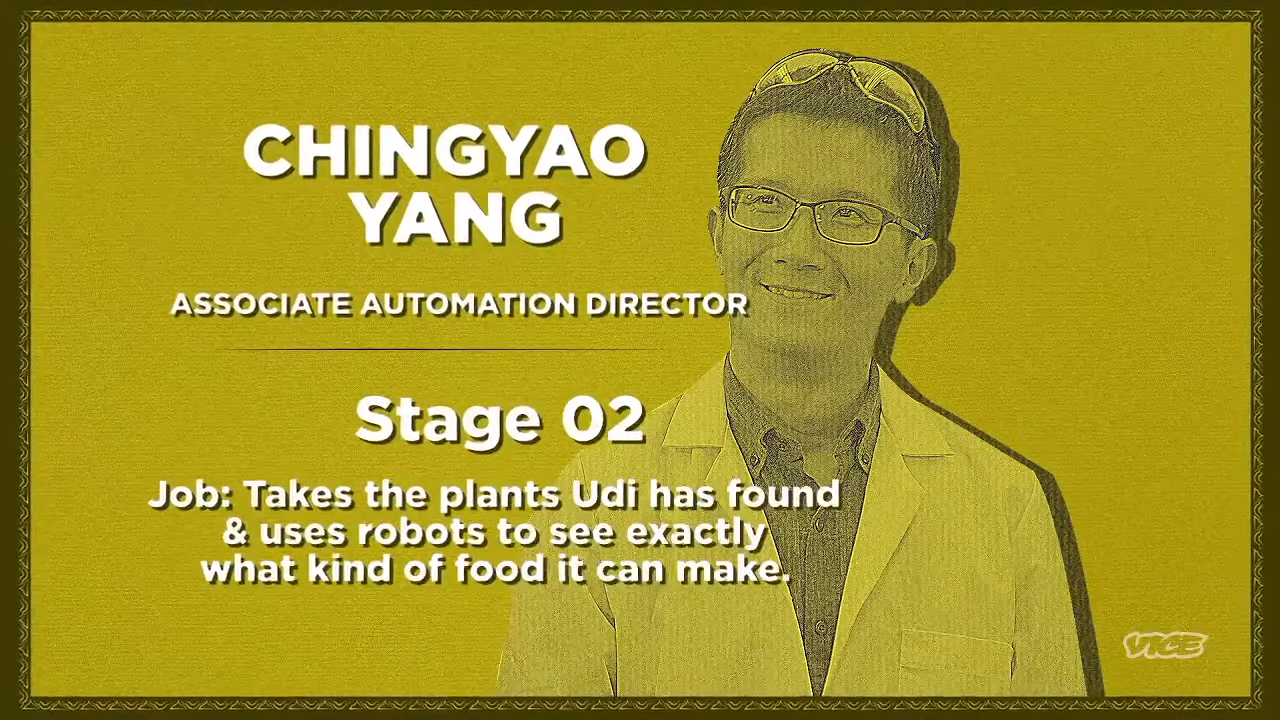 CHINGYAO
YANG
ASSOCIATE AUTOMATION DIRECTOR
Stage 02
Job: Takes the plants Udi has found
& uses robots to see exactly
what kind of food it can make.
VICE